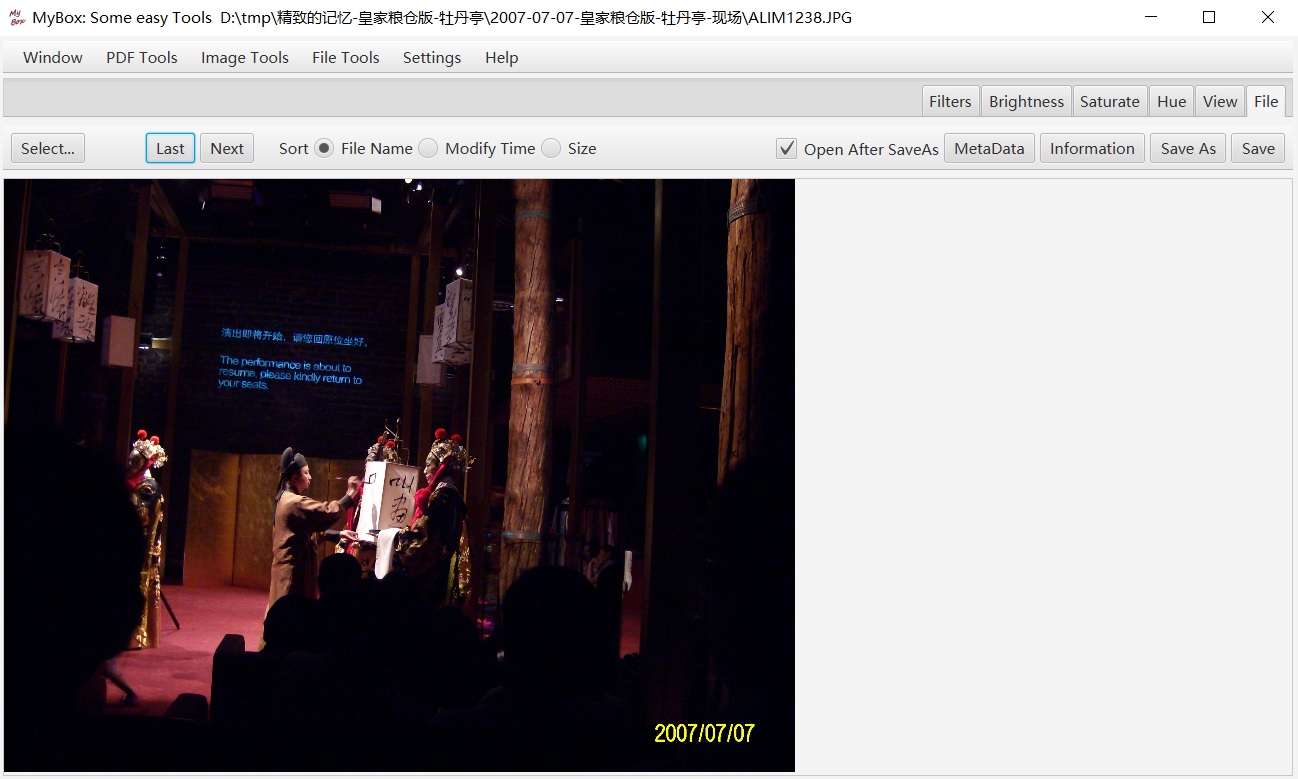 My
Box
MyBox: Some easy Tools D:\tmp\精致的记忆-皇家粮仓版-牡丹亭\2007-07-07-皇家粮仓版-牡丹亭-现场\ALIM1238.JPG
Window PDF Tools Image Tools File Tools Settings Help
Filters Brightness Saturate Hue View File
Select... Last Next Sort File Name Modify Time Size Open After SaveAs MetaData Information Save As Save
演出即将开始，请您回原位坐好。
The performance is about to
resume, please kindly return to
your seats.
2007/07/07